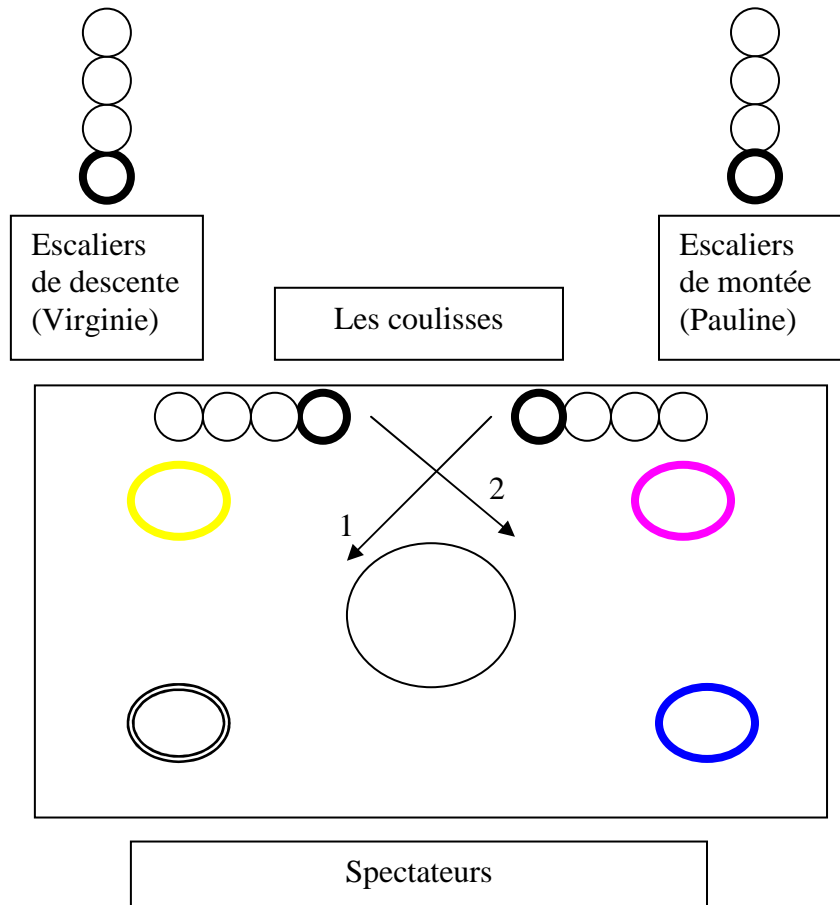 Escaliers
de descente
(Virginie)
Escaliers
de montée
(Pauline)
Les coulisses
2
1
Spectateurs